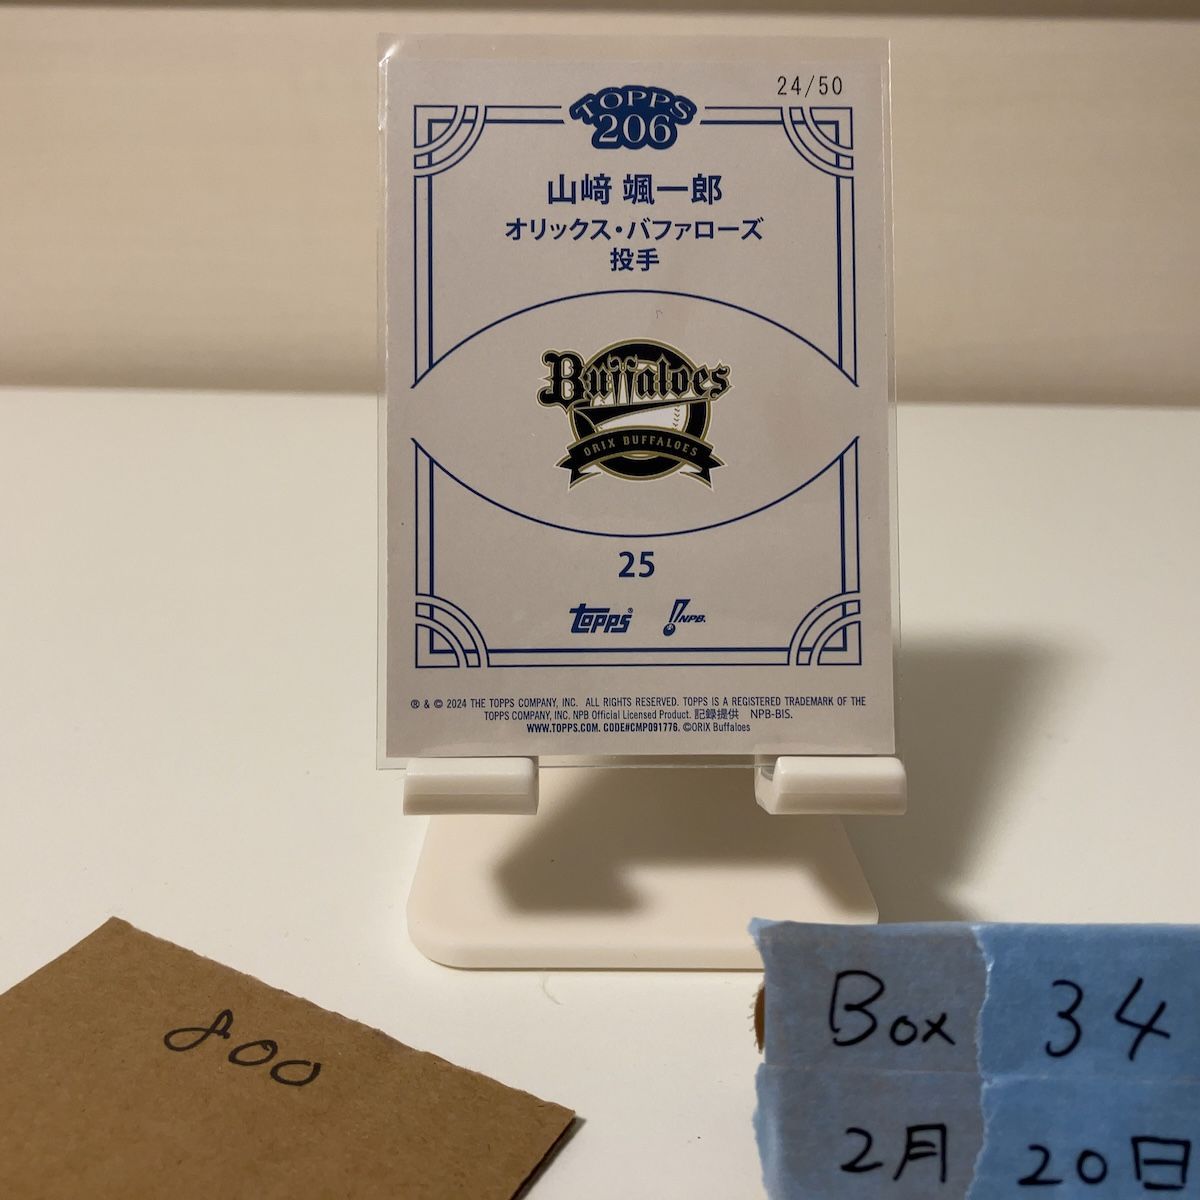 24/50
TOPPS
206
山﨑 颯一郎
オリックス・バファローズ
投手
Buffaloes
ORIX BUFFALOES
25
topps® NPB.
® & © 2024 THE TOPPS COMPANY, INC. ALL RIGHTS RESERVED. TOPPS IS A REGISTERED TRADEMARK OF THE
TOPPS COMPANY, INC. NPB Official Licensed Product. 記録提供 NPB-BIS.
WWW.TOPPS.COM. CODE#CMP091776. ©ORIX Buffaloes
800
Box 34
2月 20日